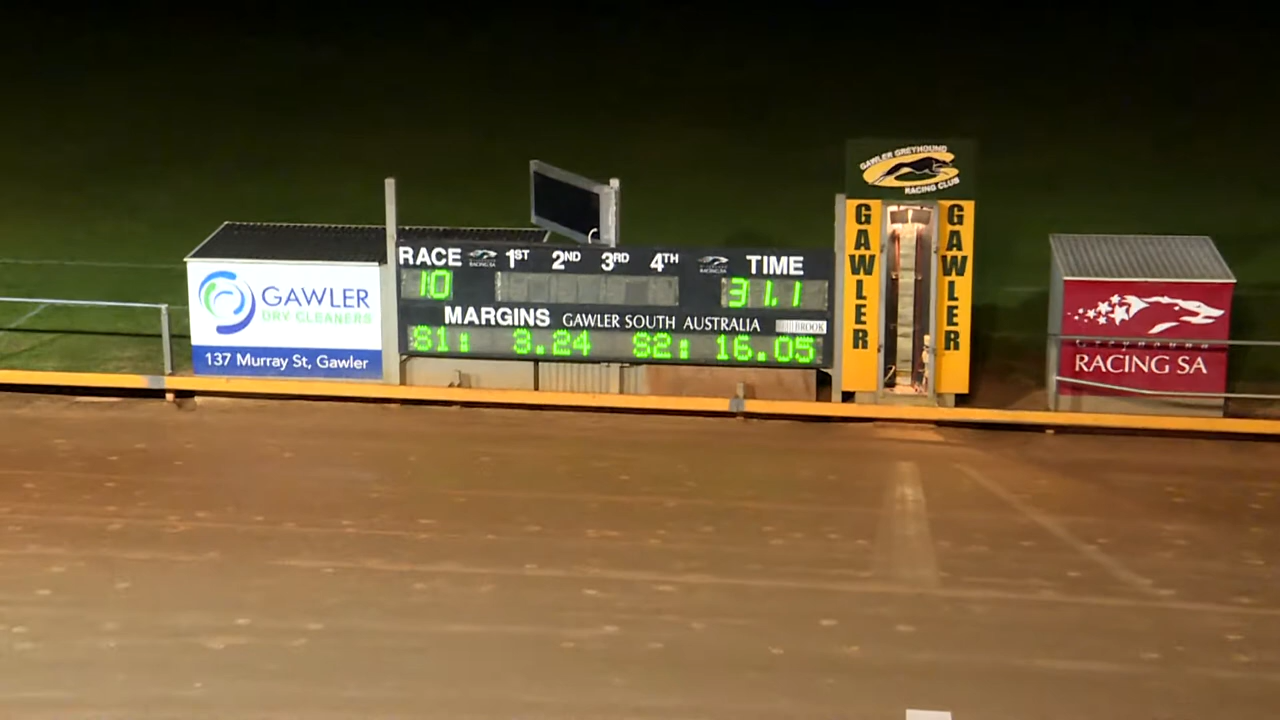 GAWLER GREYHOUND
RACING CLUB
GAWLER
GAWLER
RACE 1ST 2ND 3RD 4TH TIME
10 31.1
MARGINS GAWLER SOUTH AUSTRALIA BROOK
S1: 3.24 S2: 16.05
GAWLER
DRY CLEANERS
137 Murray St, Gawler
Greyhound
RACING SA